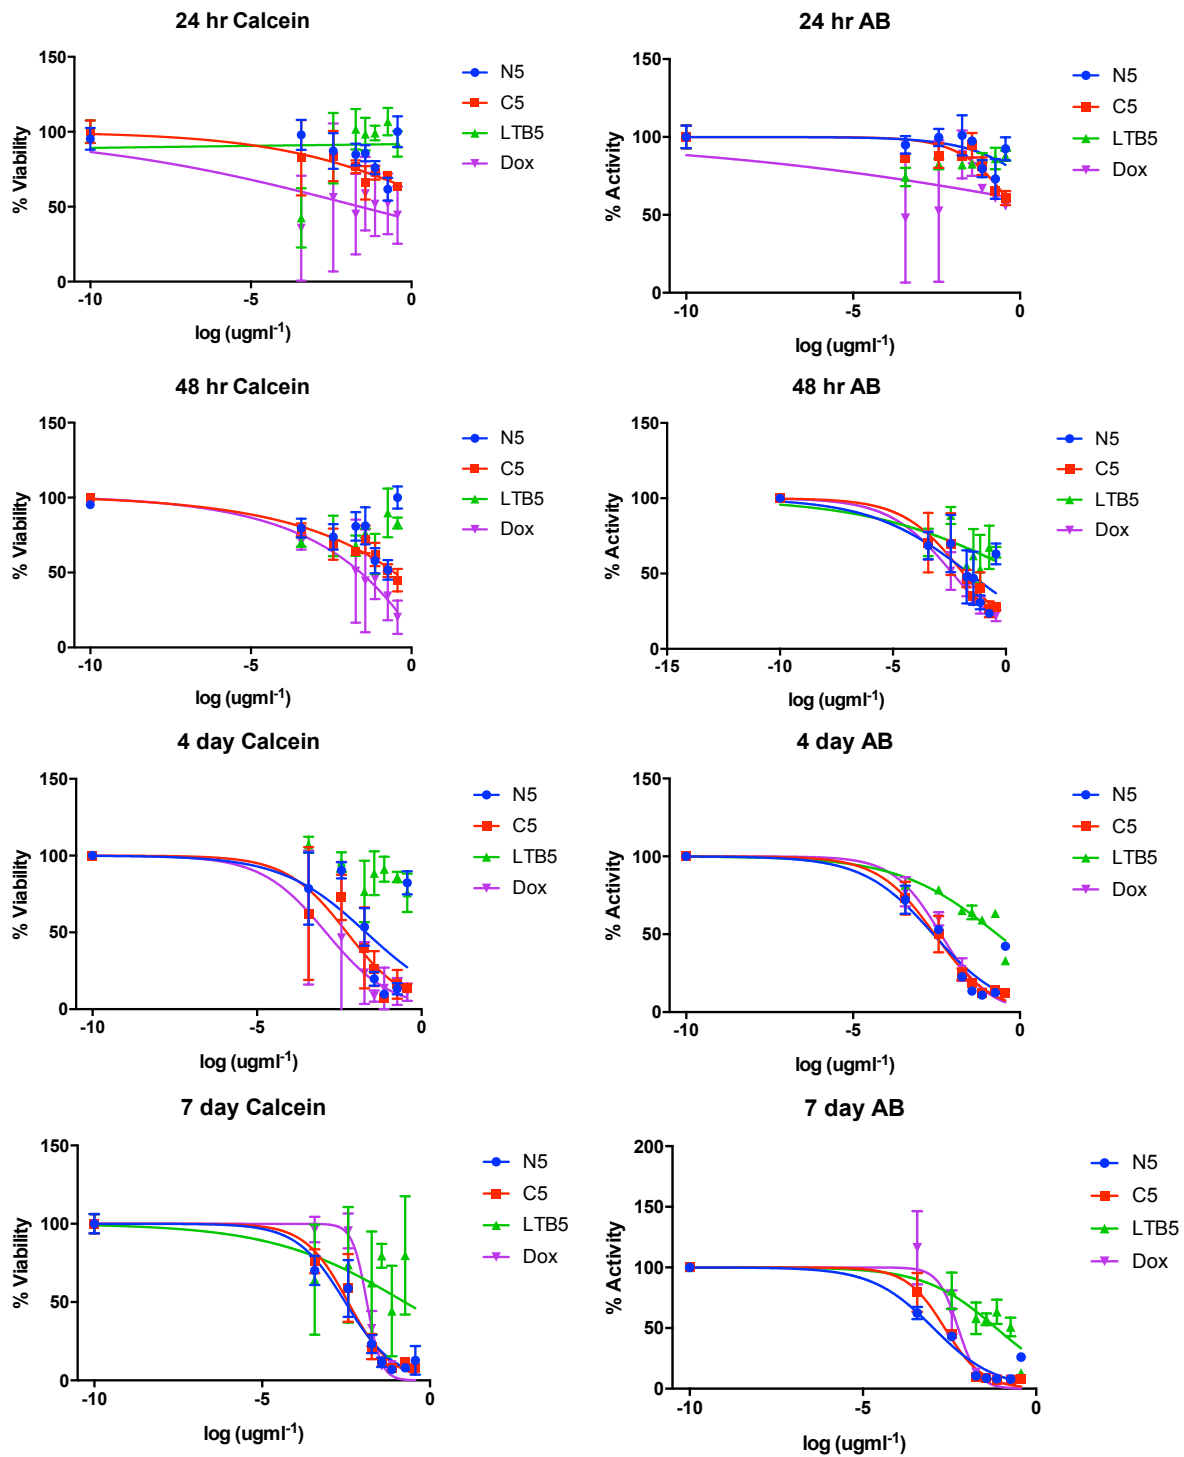 24 hr Calcein
% Viability
150
100
50
0
-10
-5
0
log (ugml-1)
N5
C5
LTB5
Dox
24 hr AB
% Activity
150
100
50
0
-10
-5
0
log (ugml-1)
N5
C5
LTB5
Dox
48 hr Calcein
% Viability
150
100
50
0
-10
-5
0
log (ugml-1)
N5
C5
LTB5
Dox
48 hr AB
% Activity
150
100
50
0
-15
-10
-5
0
log (ugml-1)
N5
C5
LTB5
Dox
4 day Calcein
% Viability
150
100
50
0
-10
-5
0
log (ugml-1)
N5
C5
LTB5
Dox
4 day AB
% Activity
150
100
50
0
-10
-5
0
log (ugml-1)
N5
C5
LTB5
Dox
7 day Calcein
% Viability
150
100
50
0
-10
-5
0
log (ugml-1)
N5
C5
LTB5
Dox
7 day AB
% Activity
200
150
100
50
0
-10
-5
0
log (ugml-1)
N5
C5
LTB5
Dox